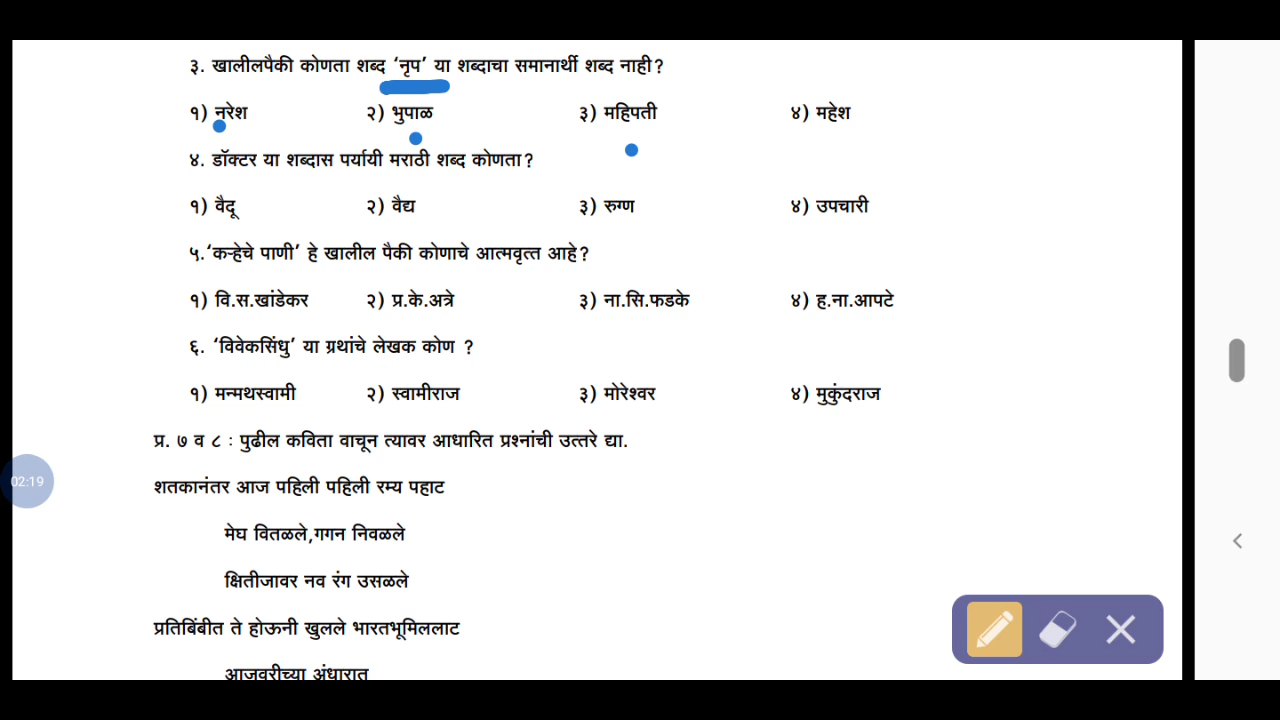 ३. खालीलपैकी कोणता शब्द ‘नृप’ या शब्दाचा समानार्थी शब्द नाही?
१) नरेश २) भुपाळ ३) महिपती ४) महेश
४. डॉक्टर या शब्दास पर्यायी मराठी शब्द कोणता?
१) वैदू २) वैद्य ३) रुग्ण ४) उपचारी
५.‘कऱ्हेचे पाणी’ हे खालील पैकी कोणाचे आत्मवृत्त आहे?
१) वि.स.खांडेकर २) प्र.के.अत्रे ३) ना.सि.फडके ४) ह.ना.आपटे
६. ‘विवेकसिंधु’ या ग्रथांचे लेखक कोण ?
१) मन्मथस्वामी २) स्वामीराज ३) मोरेश्वर ४) मुकुंदराज
प्र. ७ व ८ : पुढील कविता वाचून त्यावर आधारित प्रश्नांची उत्तरे द्या.
शतकानंतर आज पहिली पहिली रम्य पहाट
02:19
मेघ वितळले,गगन निवळले
क्षितीजावर नव रंग उसळले
प्रतिबिंबीत ते होऊनी खुलले भारतभूमिललाट
आजवरीच्या अंधारात